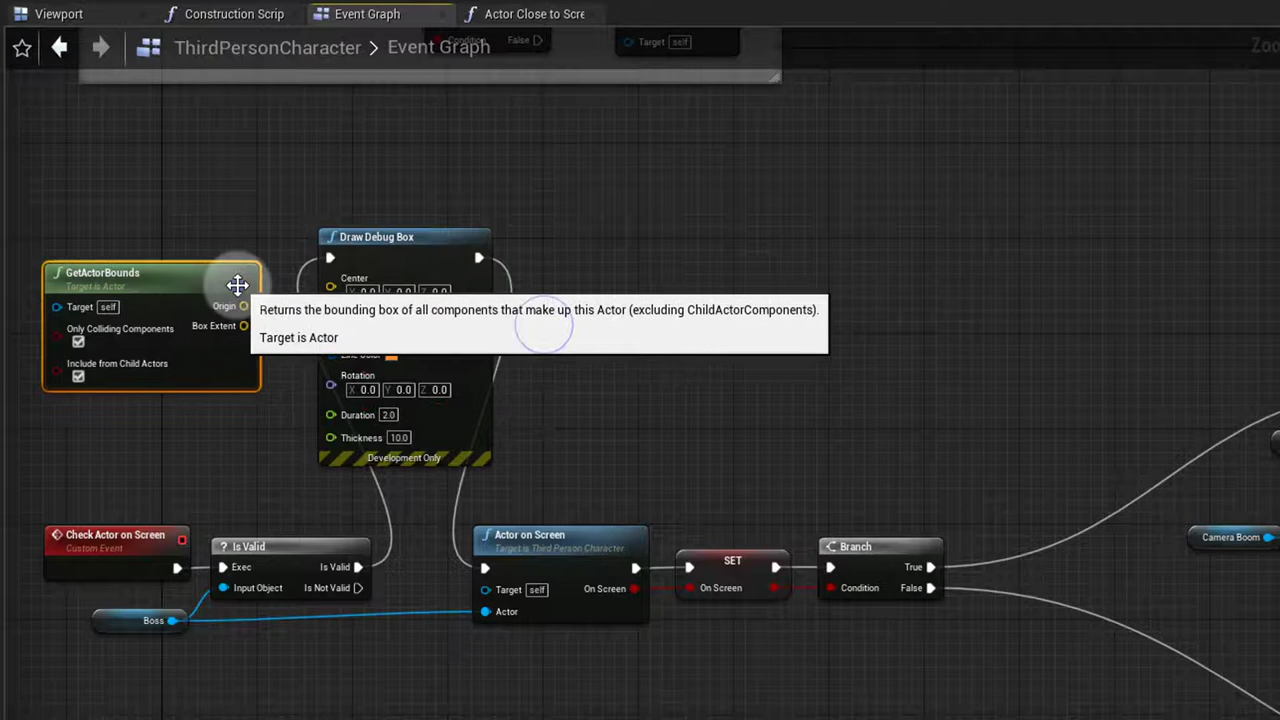 Viewport
Construction Scrip
Event Graph
Actor Close to Scre
ThirdPersonCharacter > Event Graph
Condition False
Target self
Zoo
Draw Debug Box
Center
GetActorBounds
Target is Actor
Target self
Origin
Only Colliding Components
Box Extent
Include from Child Actors
Returns the bounding box of all components that make up this Actor (excluding ChildActorComponents).
Target is Actor
Line Color
Rotation
X 0.0 Y 0.0 Z 0.0
Duration 2.0
Thickness 10.0
Development Only
Check Actor on Screen
Custom Event
? Is Valid
Exec Is Valid
Input Object Is Not Valid
Boss
Actor on Screen
Target is Third Person Character
Target self On Screen
Actor
SET
On Screen
Branch
True
Condition False
Camera Boom